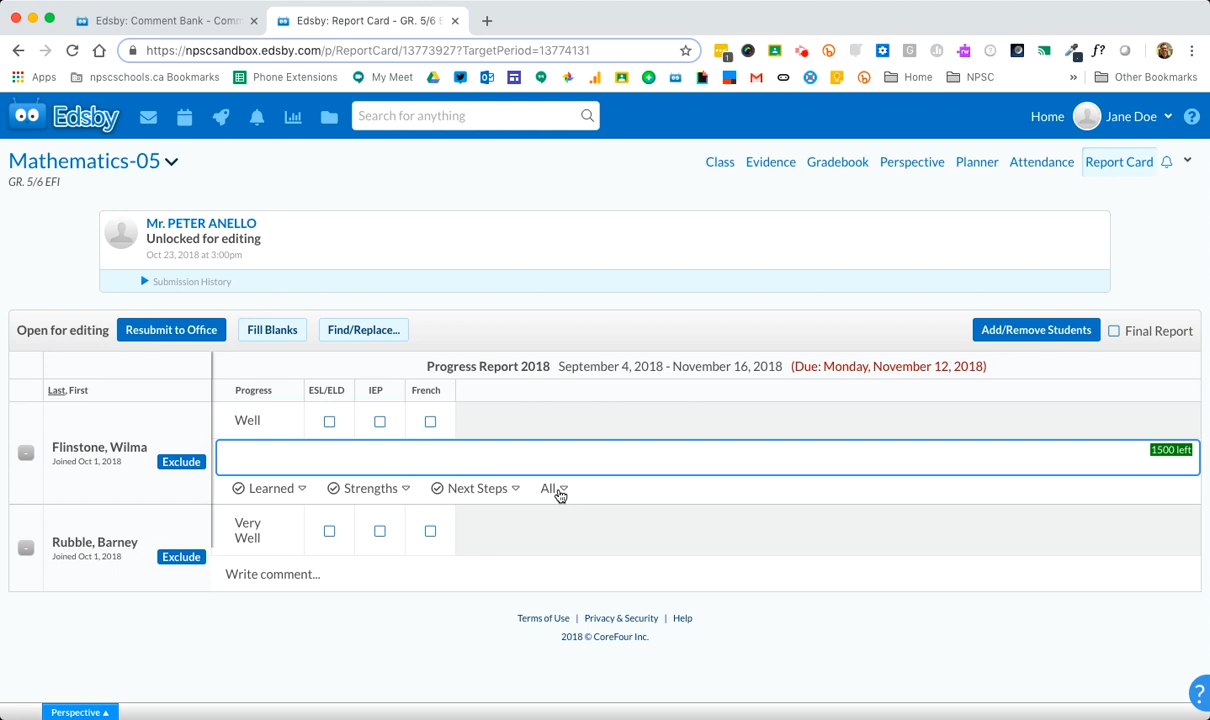 Edsby: Comment Bank - Comm
Edsby: Report Card - GR. 5/6 E
https://npscsandbox.edsby.com/p/ReportCard/13773927?TargetPeriod=13774131
Apps
npscschools.ca Bookmarks
Phone Extensions
My Meet
Home
NPSC
Other Bookmarks
Edsby
Search for anything
Home
Jane Doe
Mathematics-05
GR. 5/6 EFI
Class
Evidence
Gradebook
Perspective
Planner
Attendance
Report Card
Mr. PETER ANELLO
Unlocked for editing
Oct 23, 2018 at 3:00pm
Submission History
Open for editing
Resubmit to Office
Fill Blanks
Find/Replace...
Add/Remove Students
Final Report
Progress Report 2018 September 4, 2018 - November 16, 2018 (Due: Monday, November 12, 2018)
Last, First
Progress
ESL/ELD
IEP
French
Well
Flinstone, Wilma
Joined Oct 1, 2018
Exclude
1500 left
Learned
Strengths
Next Steps
All
Very
Well
Rubble, Barney
Joined Oct 1, 2018
Exclude
Write comment...
Terms of Use | Privacy & Security | Help
2018 © CoreFour Inc.
Perspective